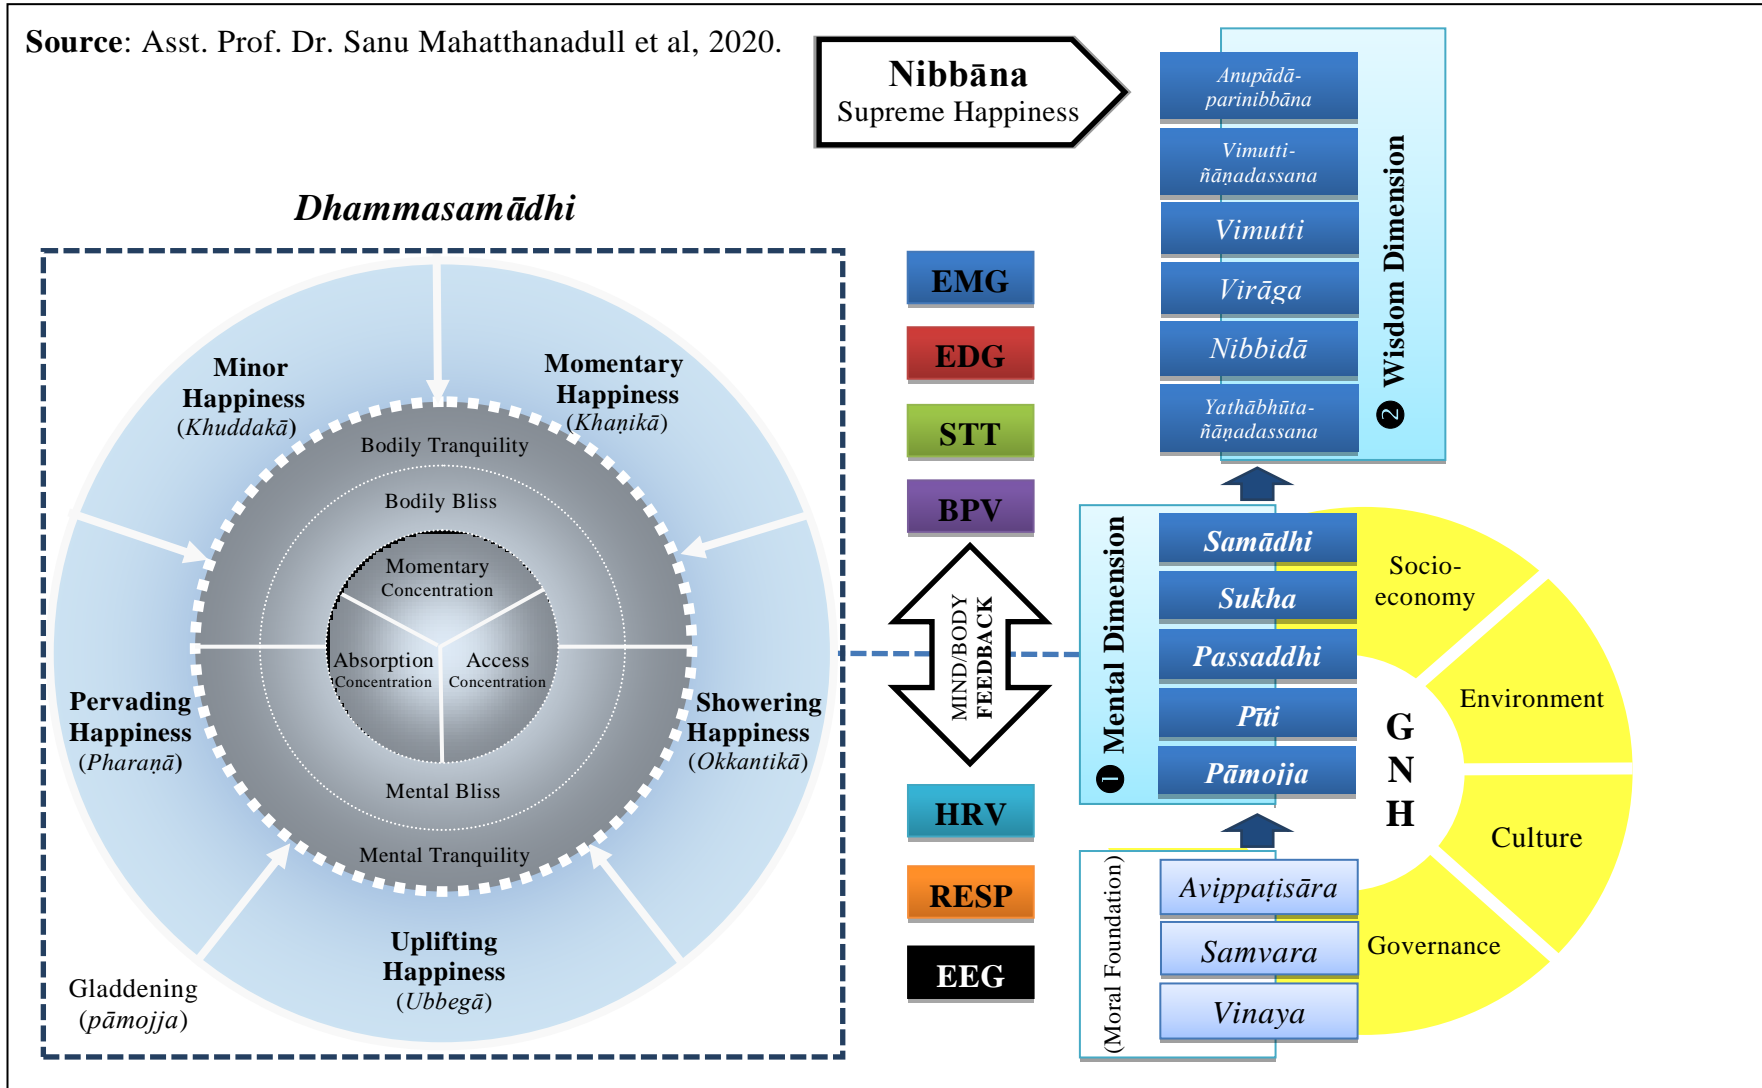 Source: Asst. Prof. Dr. Sanu Mahatthanadull et al, 2020.
Nibbāna
Supreme Happiness
Dhammasamādhi
Minor
Happiness
(Khuddakā)
Momentary
Happiness
(Khaṇikā)
Pervading
Happiness
(Pharaṇā)
Showering
Happiness
(Okkantikā)
Uplifting
Happiness
(Ubbegā)
Gladdening
(pāmojja)
Bodily Tranquility
Bodily Bliss
Momentary
Concentration
Absorption
Concentration
Access
Concentration
Mental Bliss
Mental Tranquility
EMG
EDG
STT
BPV
MIND/BODY
FEEDBACK
HRV
RESP
EEG
Anupādā-
parinibbāna
Vimutti-
ñāṇadassana
Vimutti
Virāga
Nibbidā
Yathābhūta-
ñāṇadassana
❷ Wisdom Dimension
Samādhi
Sukha
Passaddhi
Pīti
Pāmojja
❶ Mental Dimension
Avippaṭisāra
Samvara
Vinaya
(Moral Foundation)
G
N
H
Socio-
economy
Environment
Culture
Governance